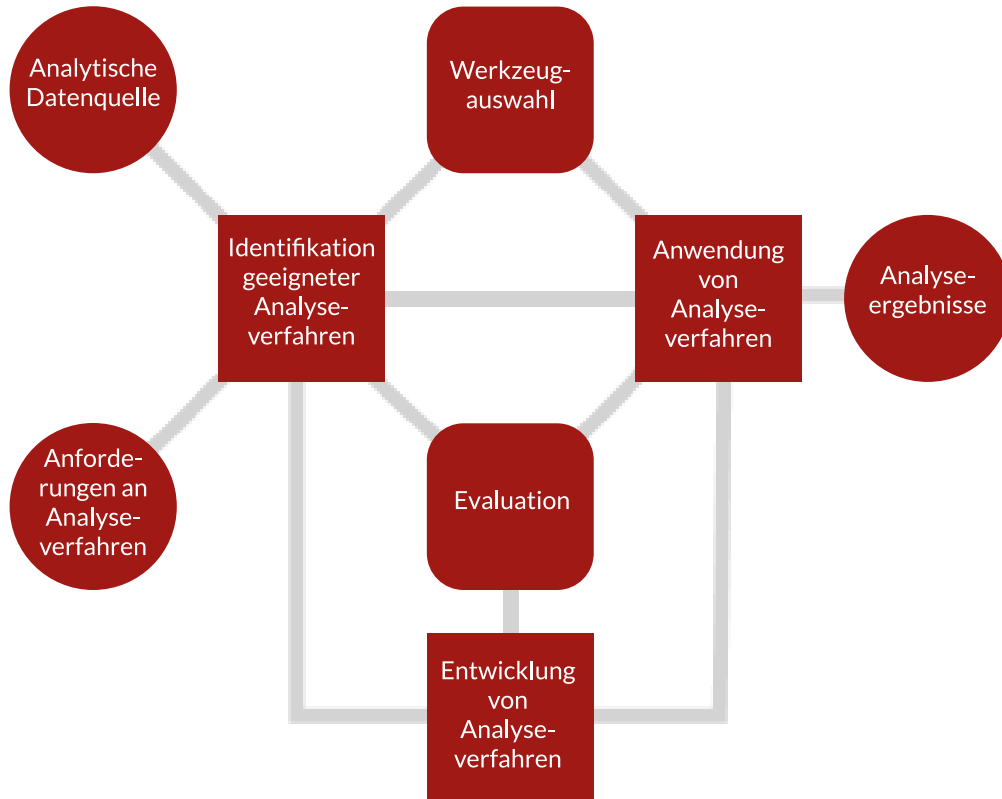 Analytische
Datenquelle
Werkzeug-
auswahl
Identifikation
geeigneter
Analyse-
verfahren
Anwendung
von
Analyse-
verfahren
Analyse-
ergebnisse
Anforde-
rungen an
Analyse-
verfahren
Evaluation
Entwicklung
von
Analyse-
verfahren